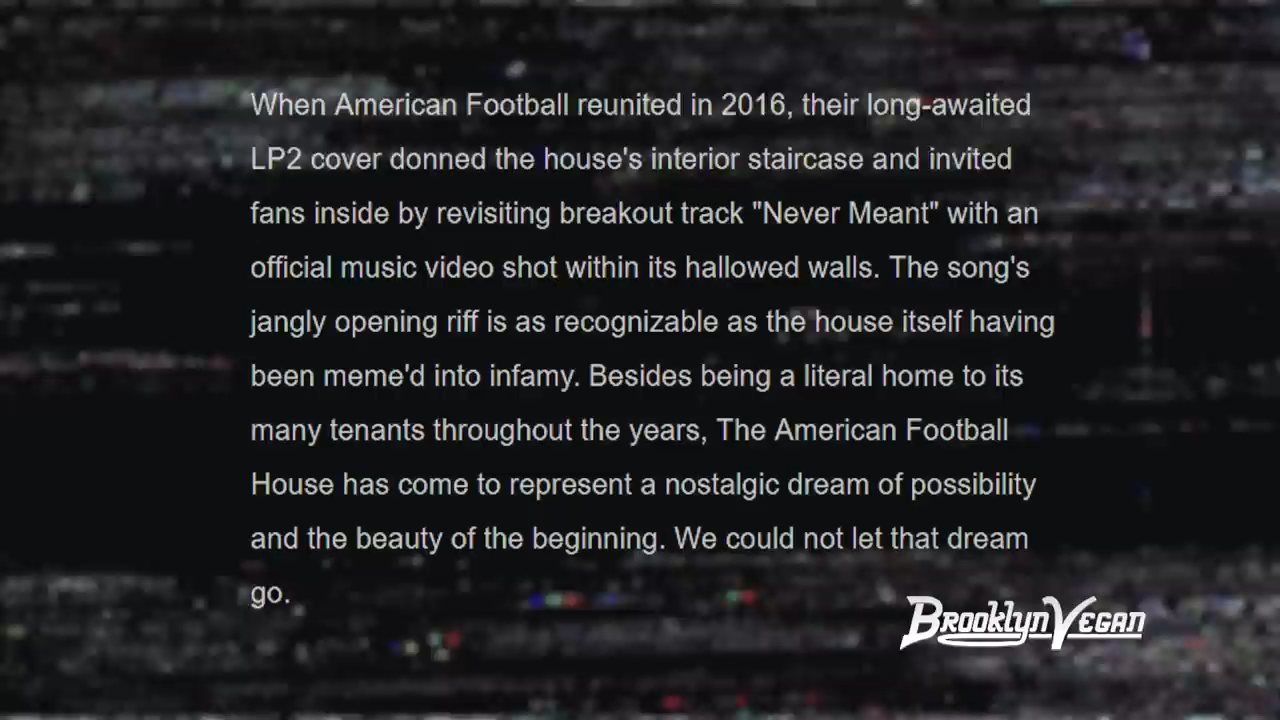 When American Football reunited in 2016, their long-awaited
LP2 cover donned the house's interior staircase and invited
fans inside by revisiting breakout track "Never Meant" with an
official music video shot within its hallowed walls. The song's
jangly opening riff is as recognizable as the house itself having
been meme'd into infamy. Besides being a literal home to its
many tenants throughout the years, The American Football
House has come to represent a nostalgic dream of possibility
and the beauty of the beginning. We could not let that dream
go.
BrooklynVegan